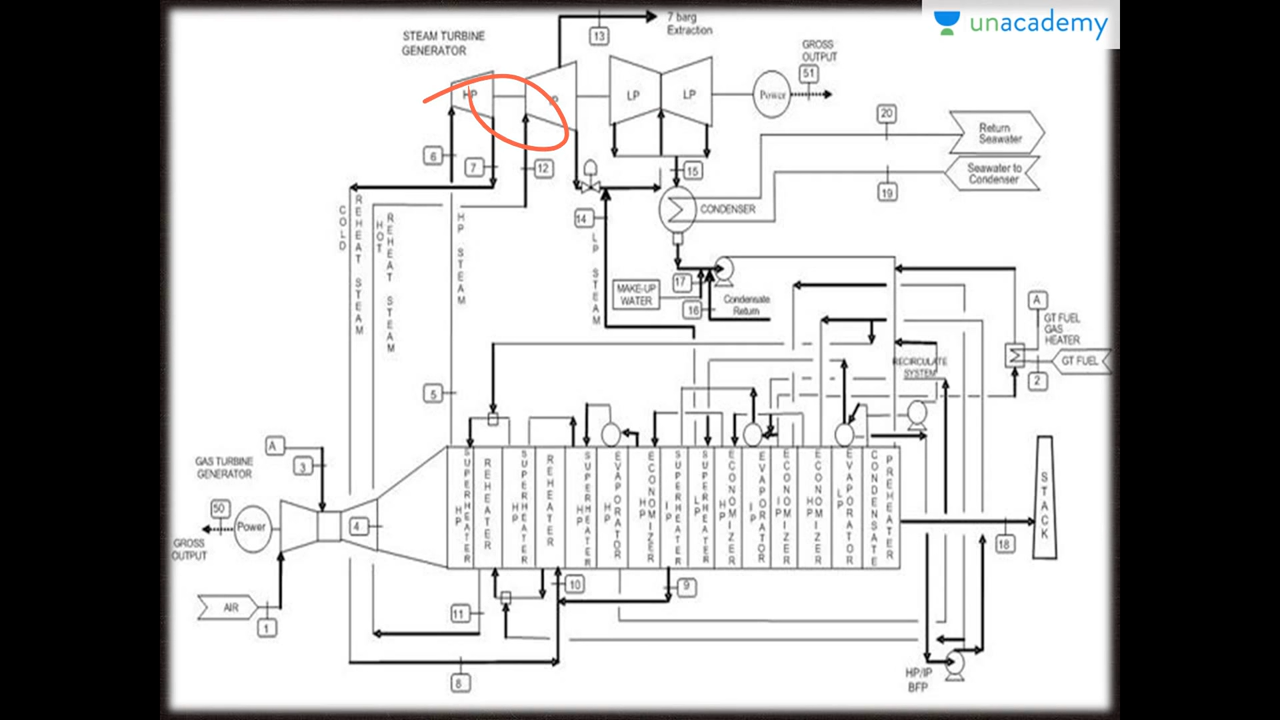 unacademy
STEAM TURBINE
GENERATOR
13
7 barg
Extraction
GROSS
OUTPUT
51
HP
LP
LP
Power
6
7
12
15
20
Return
Seawater
Seawater to
Condenser
19
CONDENSER
14
COLD
REHEAT STEAM
HOT
REHEAT STEAM
HP STEAM
LP STEAM
17
MAKE-UP
WATER
16
Condensate
Return
A
GT FUEL
GAS
HEATER
GT FUEL
2
RECIRCULATE
SYSTEM
5
A
3
GAS TURBINE
GENERATOR
50
Power
GROSS
OUTPUT
4
AIR
1
SUPERHEATER HP
REHEATER
SUPERHEATER HP
REHEATER
SUPERHEATER HP
EVAPORATOR HP
ECONOMIZER HP
SUPERHEATER IP
SUPERHEATER LP
ECONOMIZER HP
EVAPORATOR IP
ECONOMIZER IP
ECONOMIZER HP
EVAPORATOR LP
CONDENSATE
PREHEATER
STACK
18
10
9
11
8
HP/IP
BFP